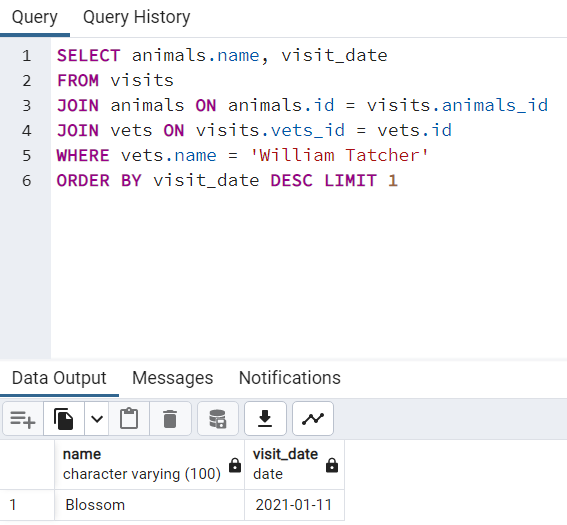 Query Query History
1 SELECT animals.name, visit_date
2 FROM visits
3 JOIN animals ON animals.id = visits.animals_id
4 JOIN vets ON visits.vets_id = vets.id
5 WHERE vets.name = 'William Tatcher'
6 ORDER BY visit_date DESC LIMIT 1
Data Output Messages Notifications
name visit_date
character varying (100) date
1 Blossom 2021-01-11